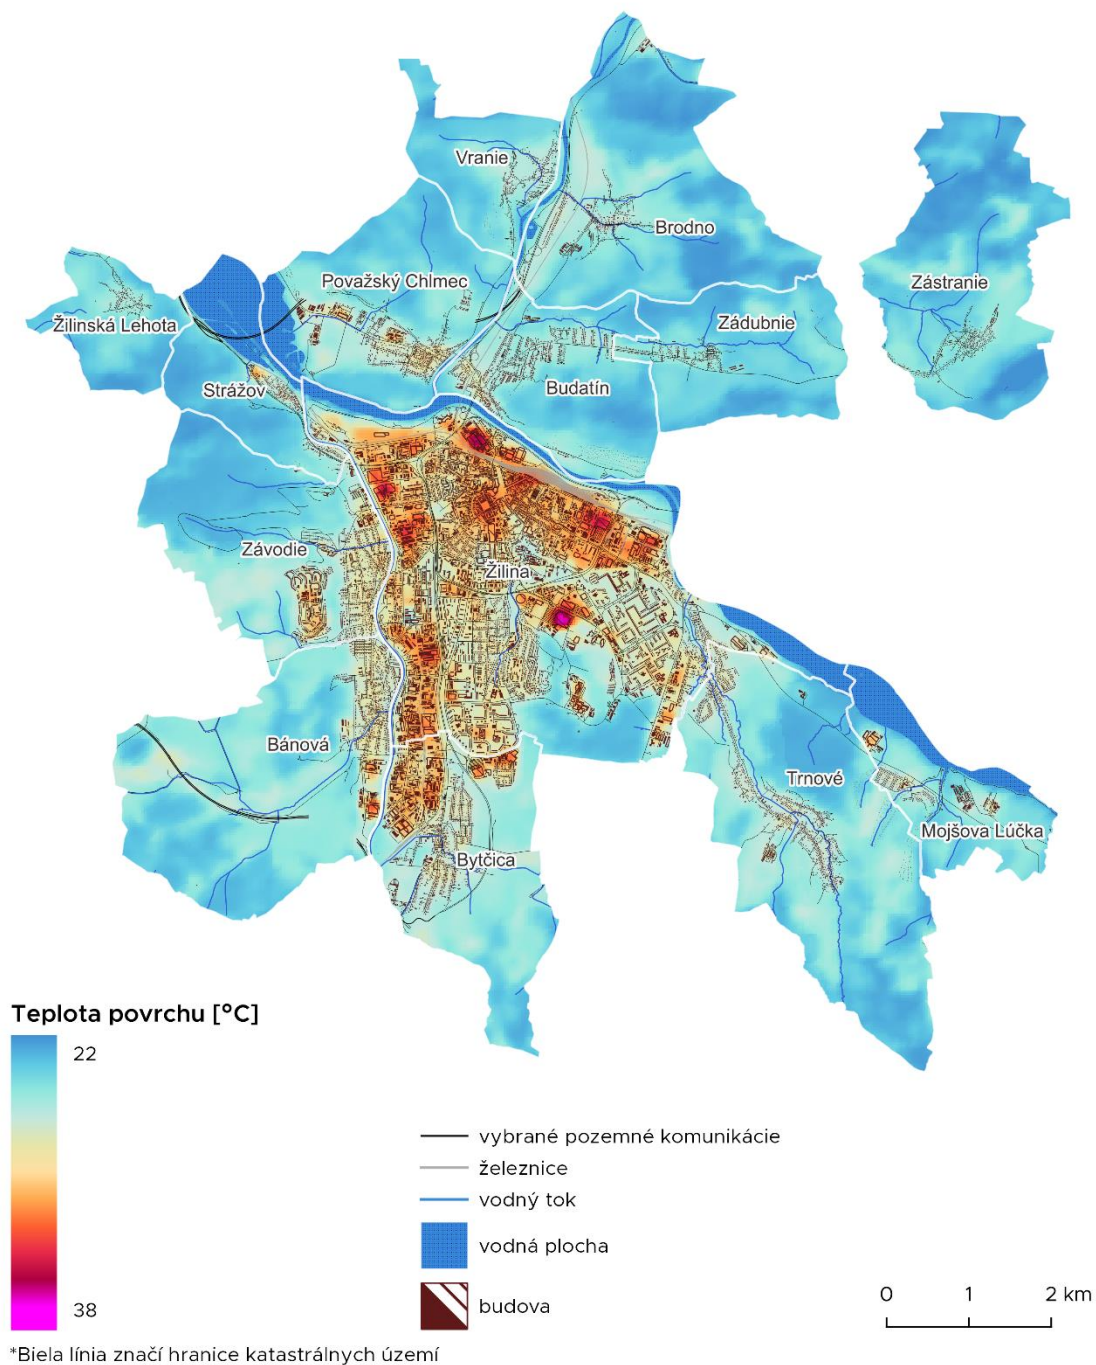 Vranie
Brodno
Považský Chlmec
Zástranie
Žilinská Lehota
Zádubnie
Strážov
Budatín
Závodie
Žilina
Bánová
Trnové
Mojšova Lúčka
Bytčica
Teplota povrchu [°C]
22
38
vybrané pozemné komunikácie
železnice
vodný tok
vodná plocha
budova
0 1 2 km
*Biela línia značí hranice katastrálnych území